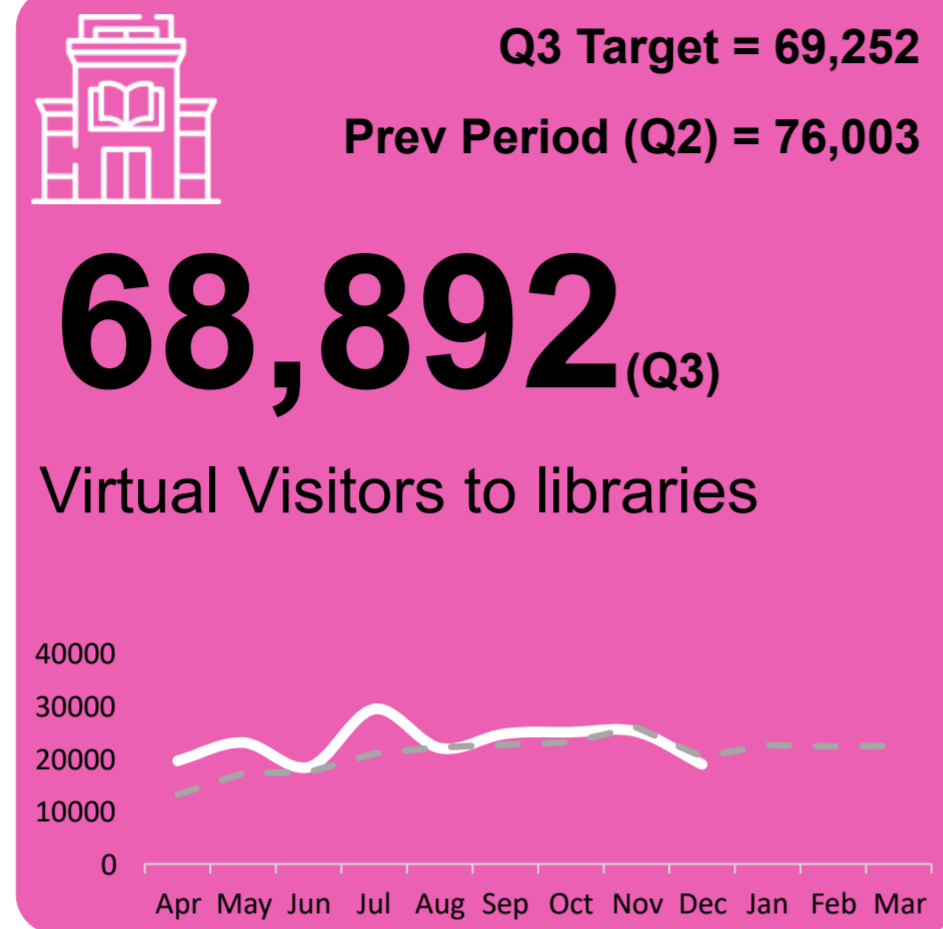 Q3 Target = 69,252
Prev Period (Q2) = 76,003
68,892 (Q3)
Virtual Visitors to libraries
40000
30000
20000
10000
0
Apr May Jun Jul Aug Sep Oct Nov Dec Jan Feb Mar